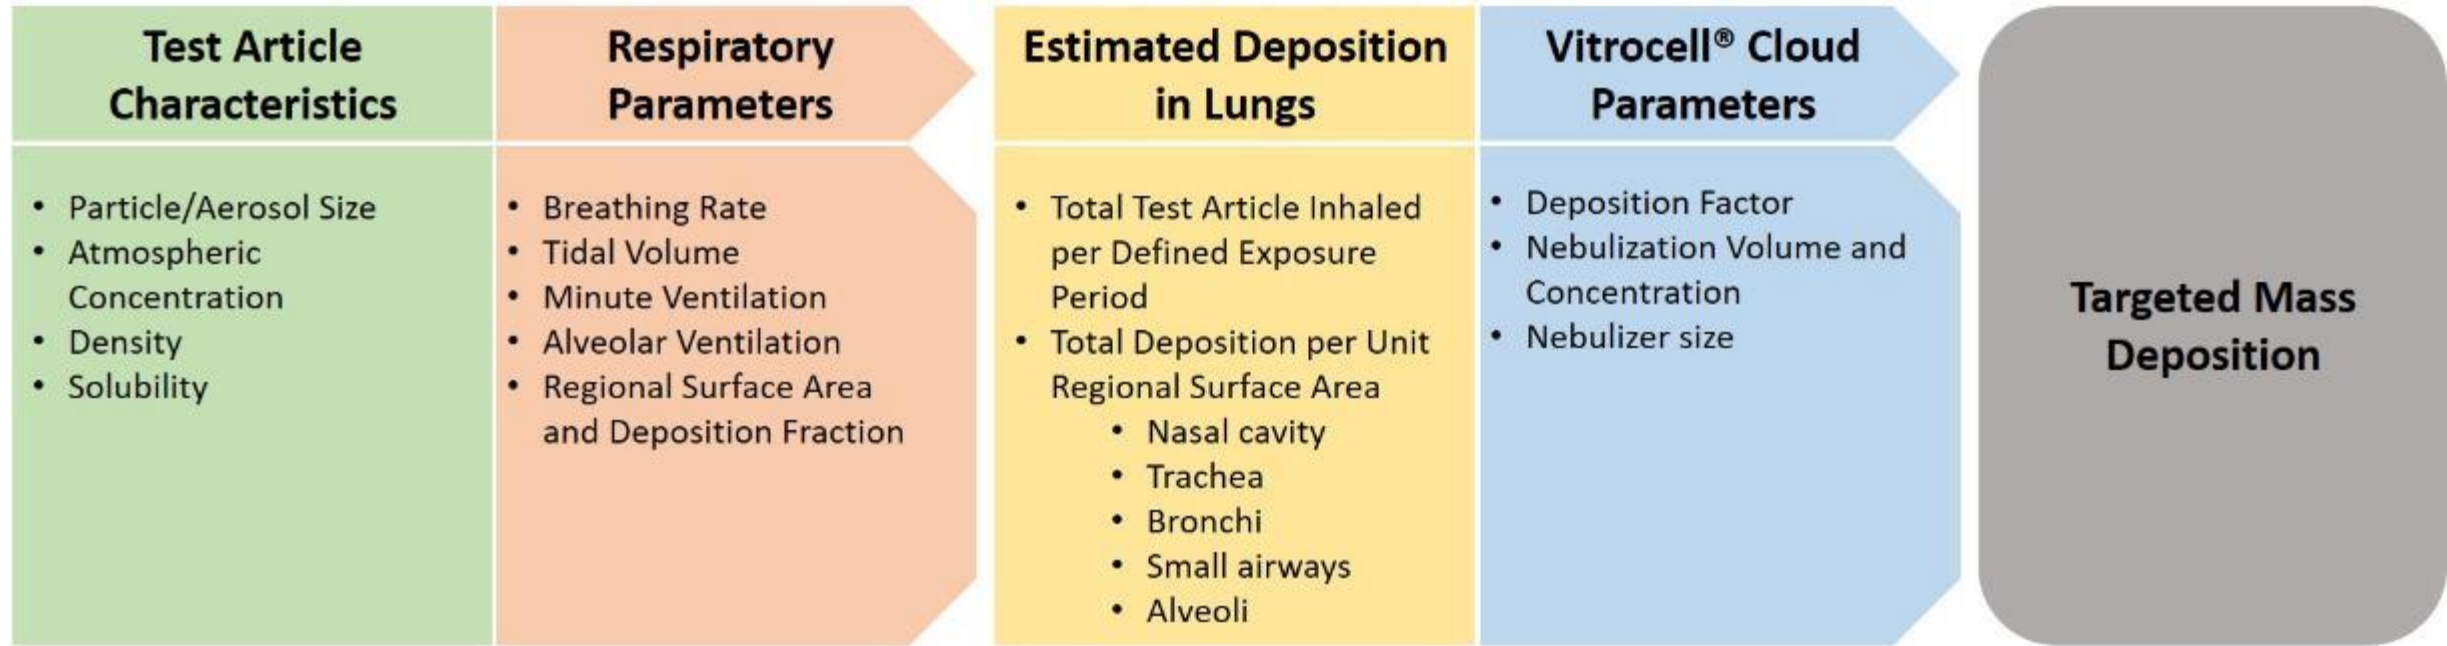 Test Article
Characteristics
• Particle/Aerosol Size
• Atmospheric
Concentration
• Density
• Solubility
Respiratory
Parameters
• Breathing Rate
• Tidal Volume
• Minute Ventilation
• Alveolar Ventilation
• Regional Surface Area
and Deposition Fraction
Estimated Deposition
in Lungs
• Total Test Article Inhaled
per Defined Exposure
Period
• Total Deposition per Unit
Regional Surface Area
• Nasal cavity
• Trachea
• Bronchi
• Small airways
• Alveoli
Vitrocell® Cloud
Parameters
• Deposition Factor
• Nebulization Volume and
Concentration
• Nebulizer size
Targeted Mass
Deposition